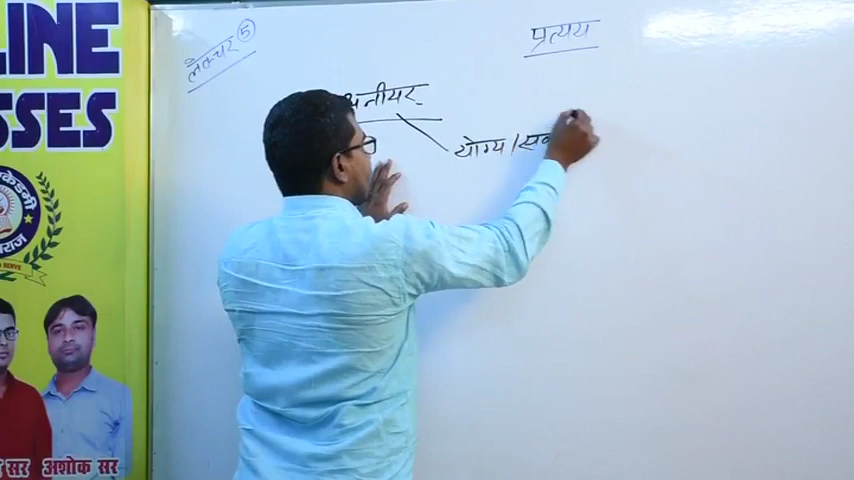 LINE
SSES
लेक्चर ⑤
प्रत्यय
अनीयर्
योग्य /
सर अशोक सर